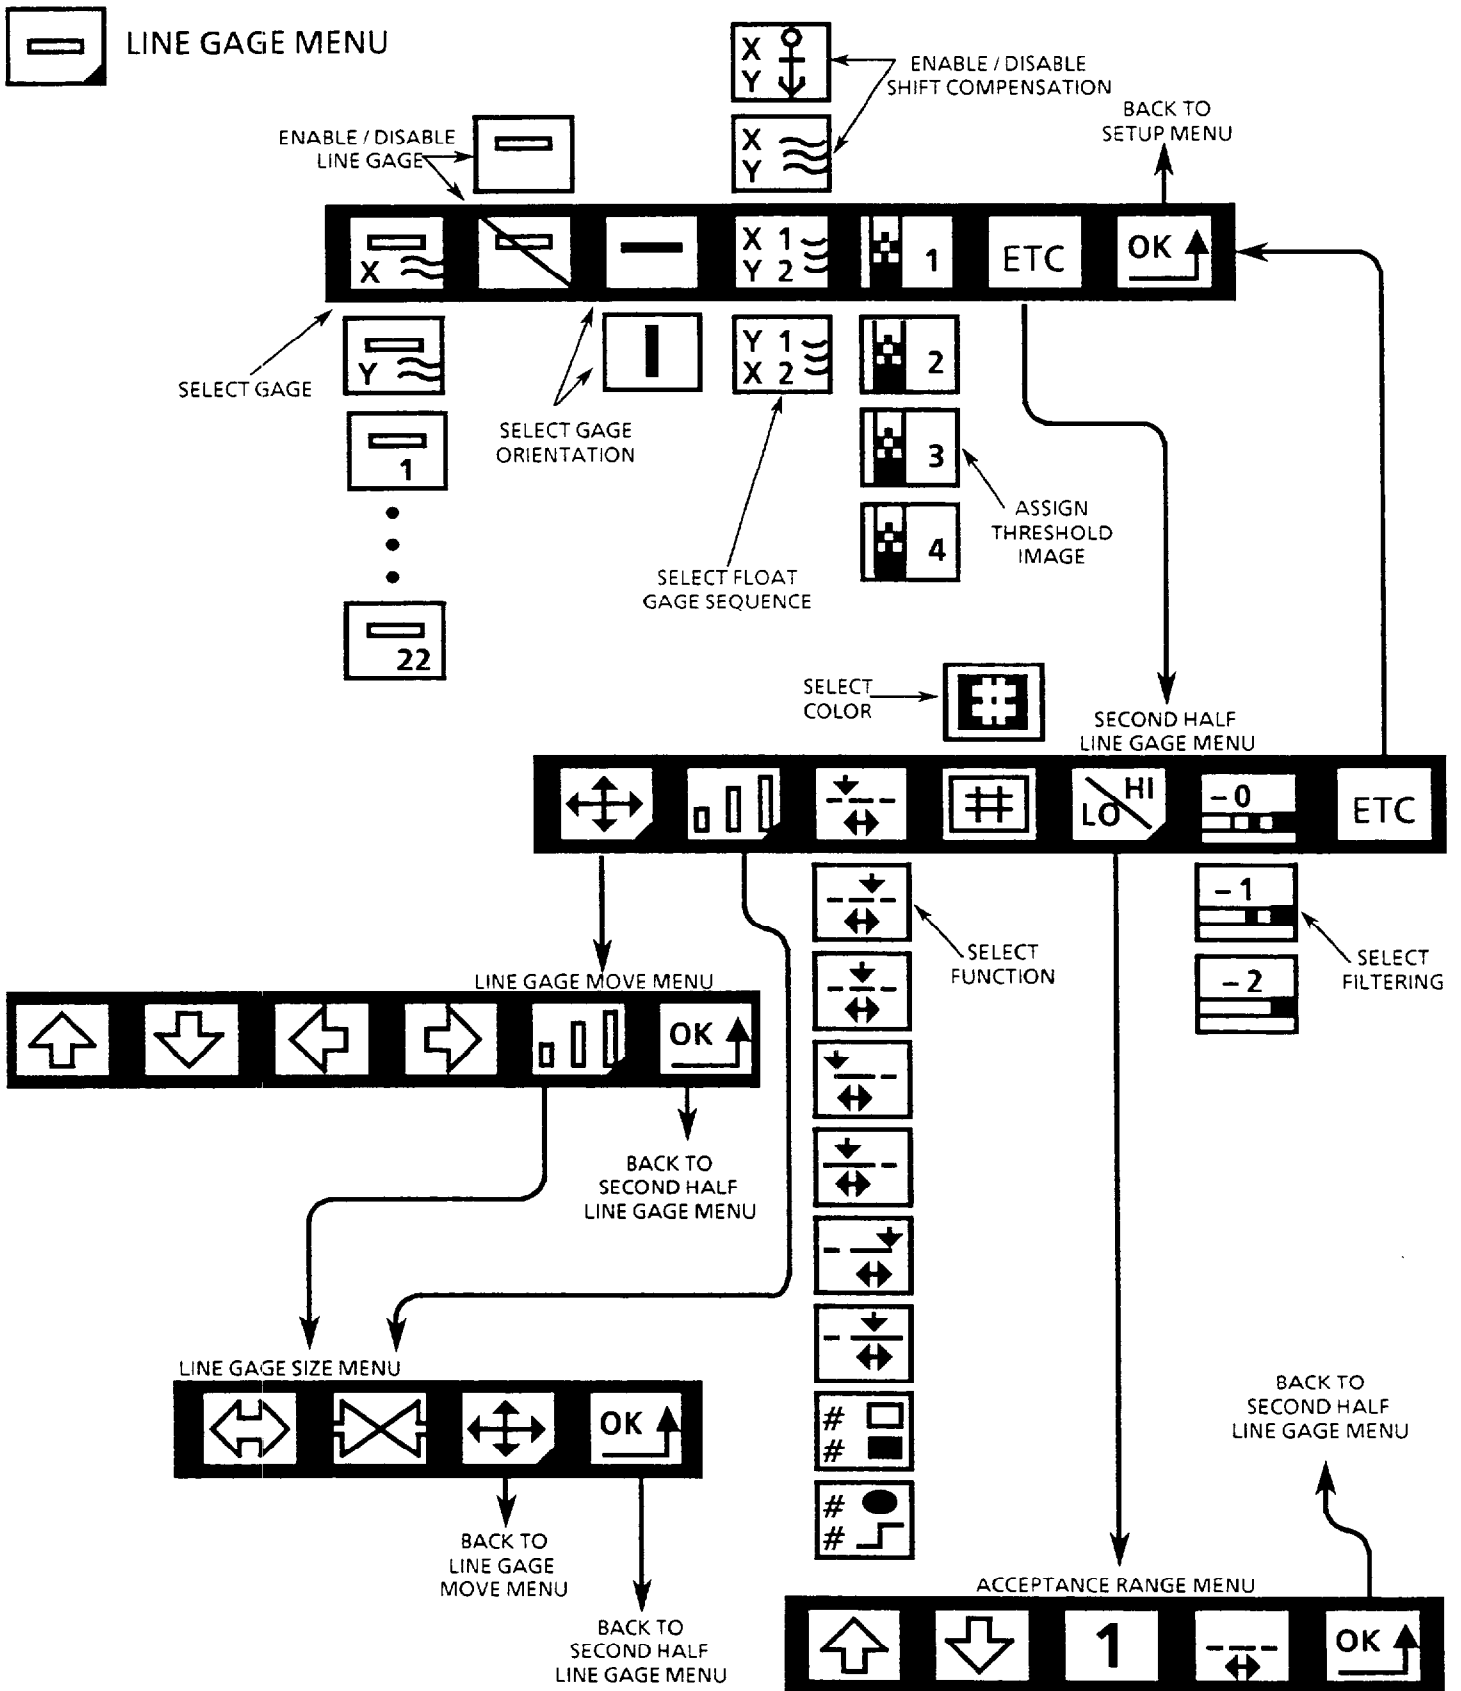 LINE GAGE MENU
X
Y
ENABLE / DISABLE
SHIFT COMPENSATION
BACK TO
SETUP MENU
ENABLE / DISABLE
LINE GAGE
X
Y
X
X 1
Y 2
1
ETC
OK
Y
Y 1
X 2
2
SELECT GAGE
1
SELECT GAGE
ORIENTATION
3
ASSIGN
THRESHOLD
IMAGE
4
SELECT FLOAT
GAGE SEQUENCE
22
SELECT
COLOR
SECOND HALF
LINE GAGE MENU
HI
LO
- 0
ETC
- 1
SELECT
FUNCTION
SELECT
FILTERING
- 2
LINE GAGE MOVE MENU
OK
BACK TO
SECOND HALF
LINE GAGE MENU
LINE GAGE SIZE MENU
OK
BACK TO
SECOND HALF
LINE GAGE MENU
#
#
#
#
BACK TO
LINE GAGE
MOVE MENU
BACK TO
SECOND HALF
LINE GAGE MENU
ACCEPTANCE RANGE MENU
1
OK